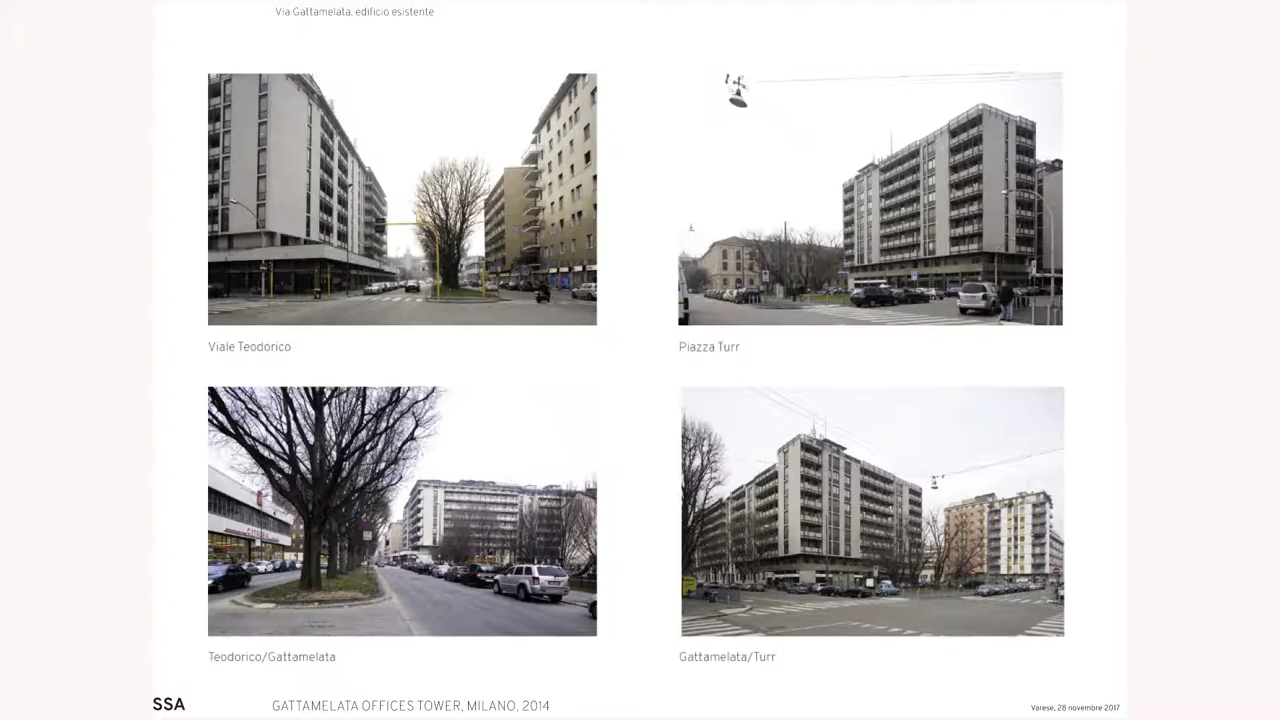 Via Gattamelata, edificio esistente
Viale Teodorico
Piazza Turr
Teodorico/Gattamelata
Gattamelata/Turr
SSA
GATTAMELATA OFFICES TOWER, MILANO, 2014
Varese, 28 novembre 2017